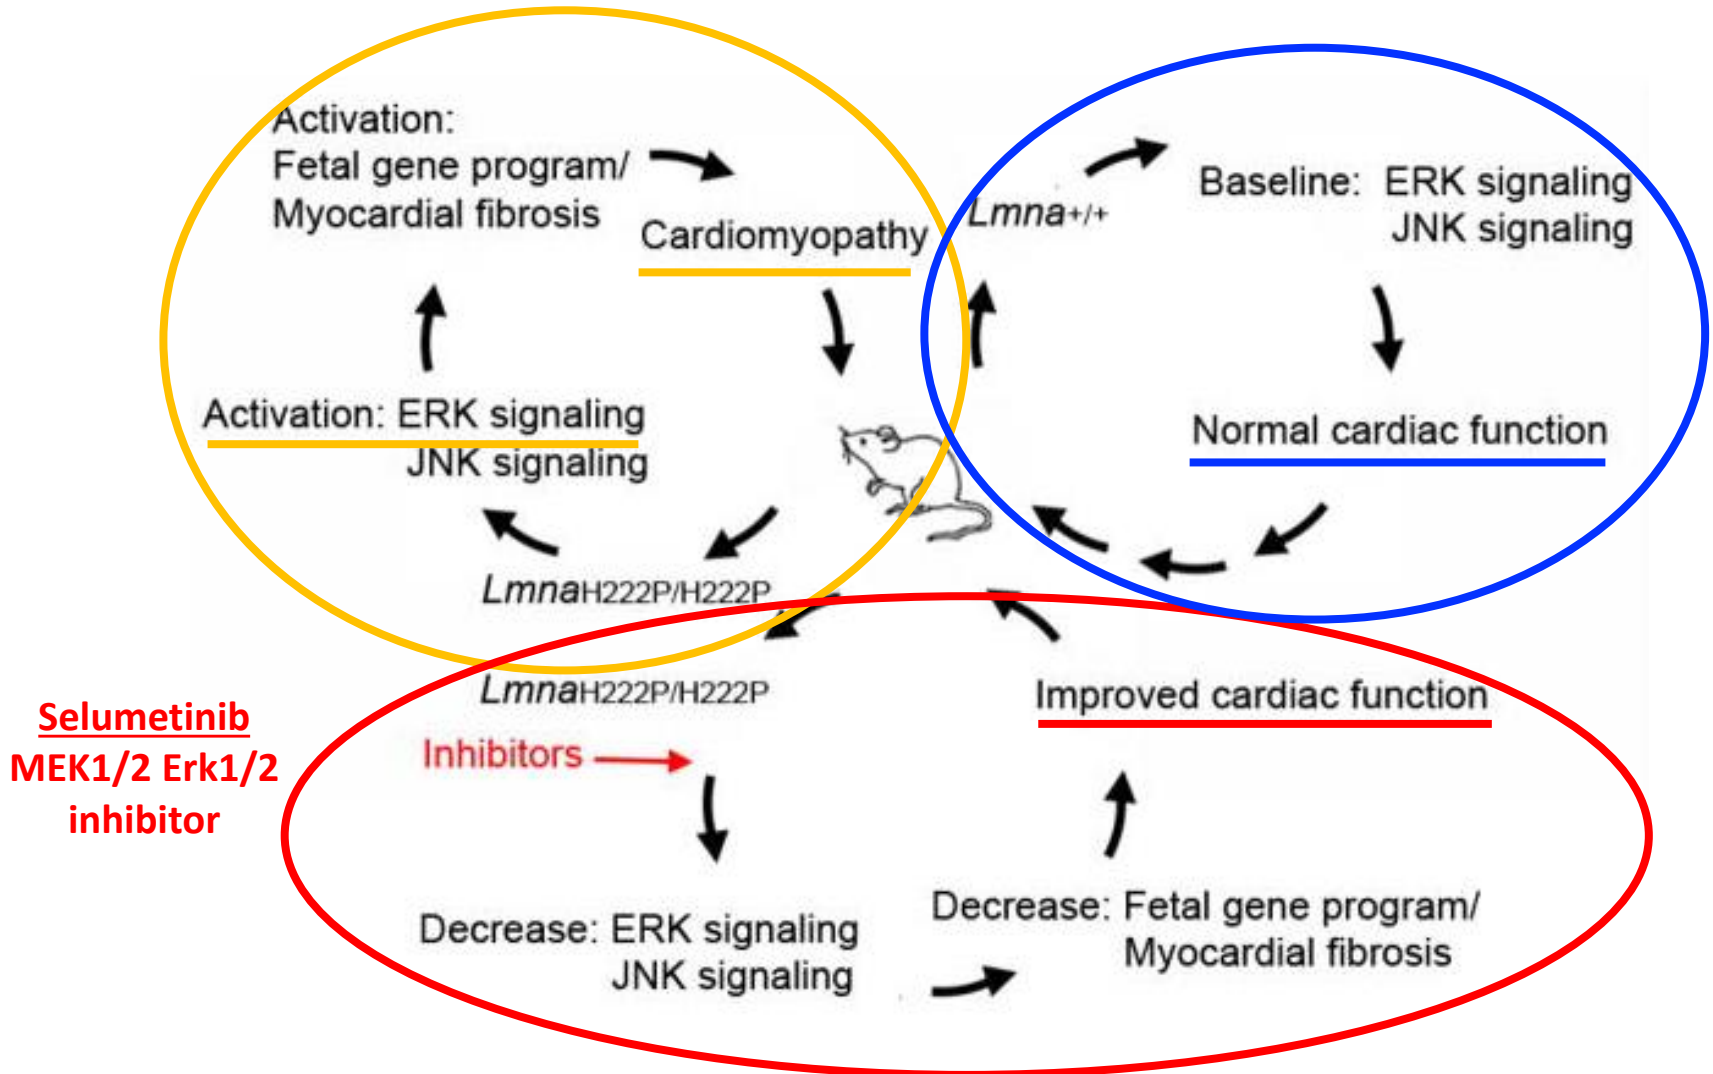 Activation:
Fetal gene program/
Myocardial fibrosis
Cardiomyopathy
Activation: ERK signaling
JNK signaling
LmnaH222P/H222P
Lmna+/+
Baseline: ERK signaling
JNK signaling
Normal cardiac function
LmnaH222P/H222P
Inhibitors
Selumetinib
MEK1/2 Erk1/2
inhibitor
Decrease: ERK signaling
JNK signaling
Decrease: Fetal gene program/
Myocardial fibrosis
Improved cardiac function